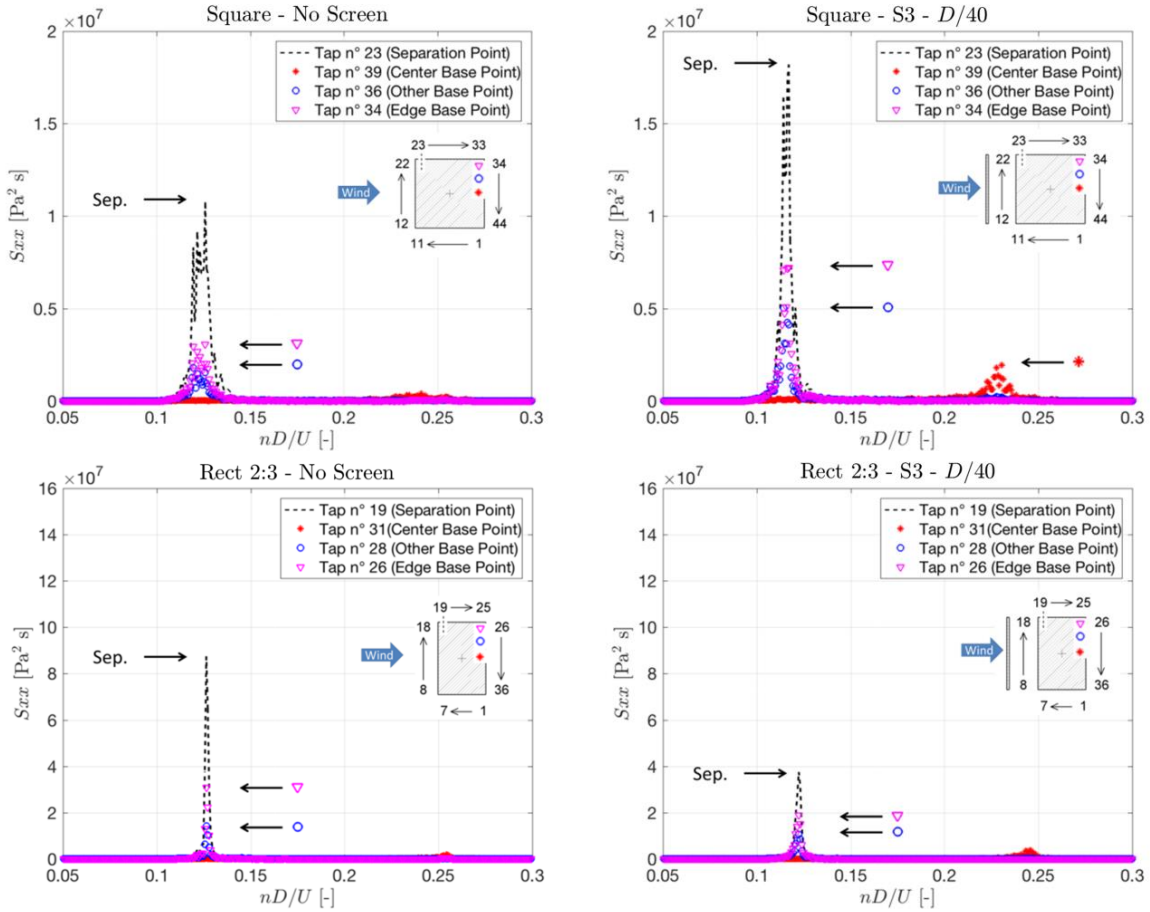 Square - No Screen
×10⁷
Tap n° 23 (Separation Point)
Tap n° 39 (Center Base Point)
Tap n° 36 (Other Base Point)
Tap n° 34 (Edge Base Point)
2
1.5
1
0.5
0
Sxx [Pa² s]
Sep.
Wind
23 33
22 34
12 44
11 1
0.05 0.1 0.15 0.2 0.25 0.3
nD/U [-]
Square - S3 - D/40
×10⁷
Tap n° 23 (Separation Point)
Tap n° 39 (Center Base Point)
Tap n° 36 (Other Base Point)
Tap n° 34 (Edge Base Point)
2
1.5
1
0.5
0
Sxx [Pa² s]
Sep.
Wind
23 33
22 34
12 44
11 1
0.05 0.1 0.15 0.2 0.25 0.3
nD/U [-]
Rect 2:3 - No Screen
×10⁷
Tap n° 19 (Separation Point)
Tap n° 31(Center Base Point)
Tap n° 28 (Other Base Point)
Tap n° 26 (Edge Base Point)
16
14
12
10
8
6
4
2
0
Sxx [Pa² s]
Sep.
Wind
19 25
18 26
8 36
7 1
0.05 0.1 0.15 0.2 0.25 0.3
nD/U [-]
Rect 2:3 - S3 - D/40
×10⁷
Tap n° 19 (Separation Point)
Tap n° 31(Center Base Point)
Tap n° 28 (Other Base Point)
Tap n° 26 (Edge Base Point)
16
14
12
10
8
6
4
2
0
Sxx [Pa² s]
Sep.
Wind
19 25
18 26
8 36
7 1
0.05 0.1 0.15 0.2 0.25 0.3
nD/U [-]